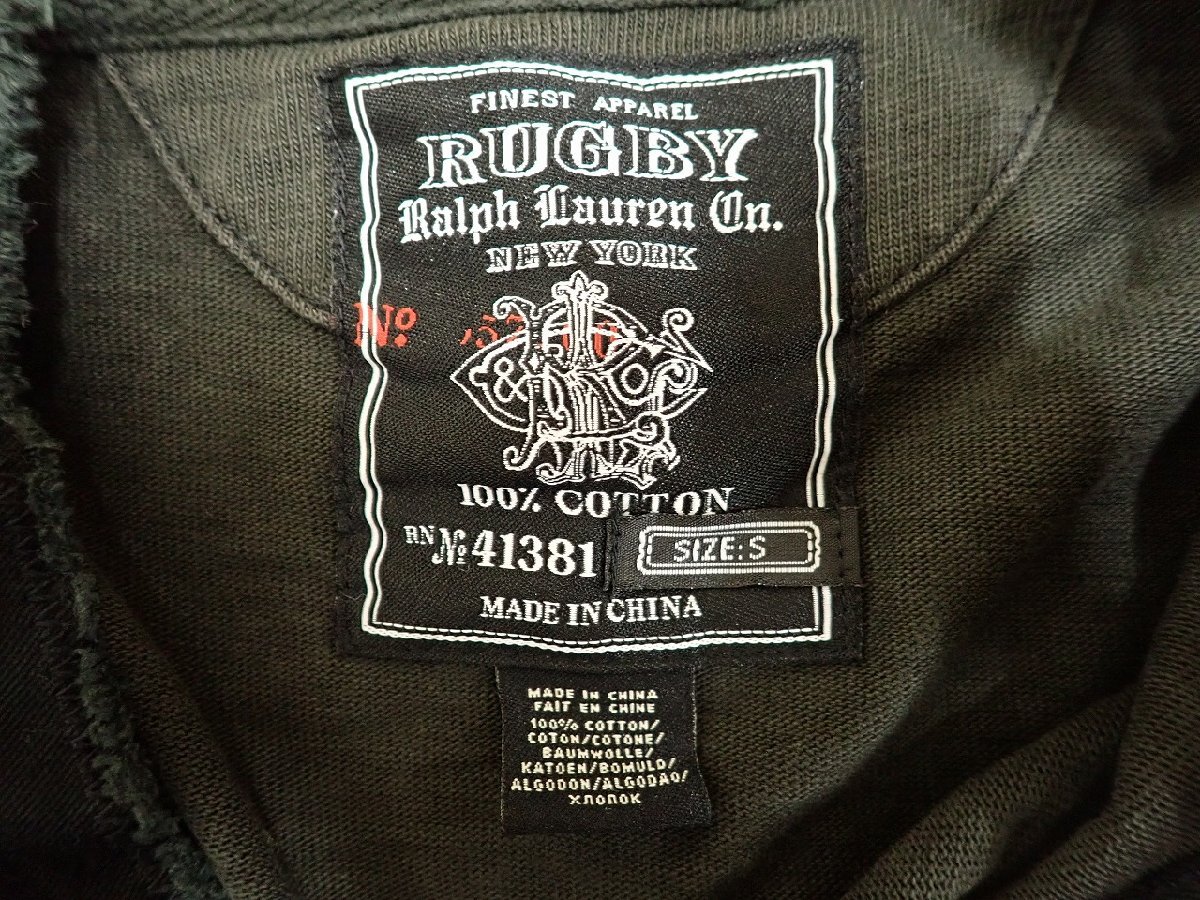 FINEST APPAREL
RUGBY
Ralph Lauren Co.
NEW YORK
No.
&
100% COTTON
RN No. 41381
SIZE: S
MADE IN CHINA
MADE IN CHINA
FAIT EN CHINE
100% COTTON/
COTON/COTONE/
BAUMWOLLE/
KATOEN/BOMULD/
ALGODON/ALGODAO/
хлопок